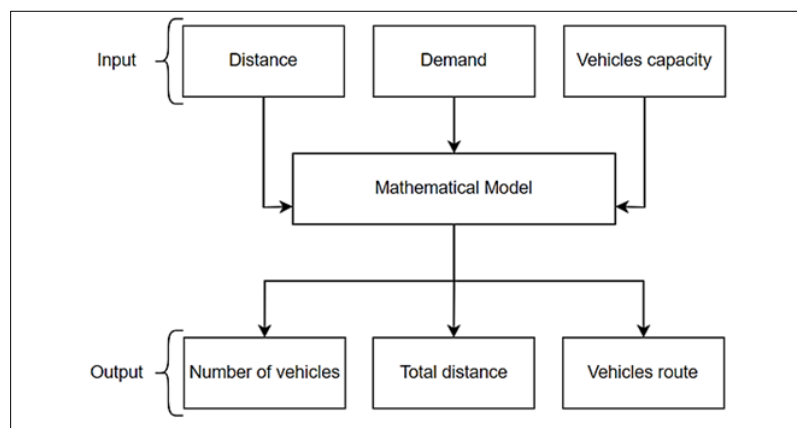 Input
Distance
Demand
Vehicles capacity
Mathematical Model
Output
Number of vehicles
Total distance
Vehicles route